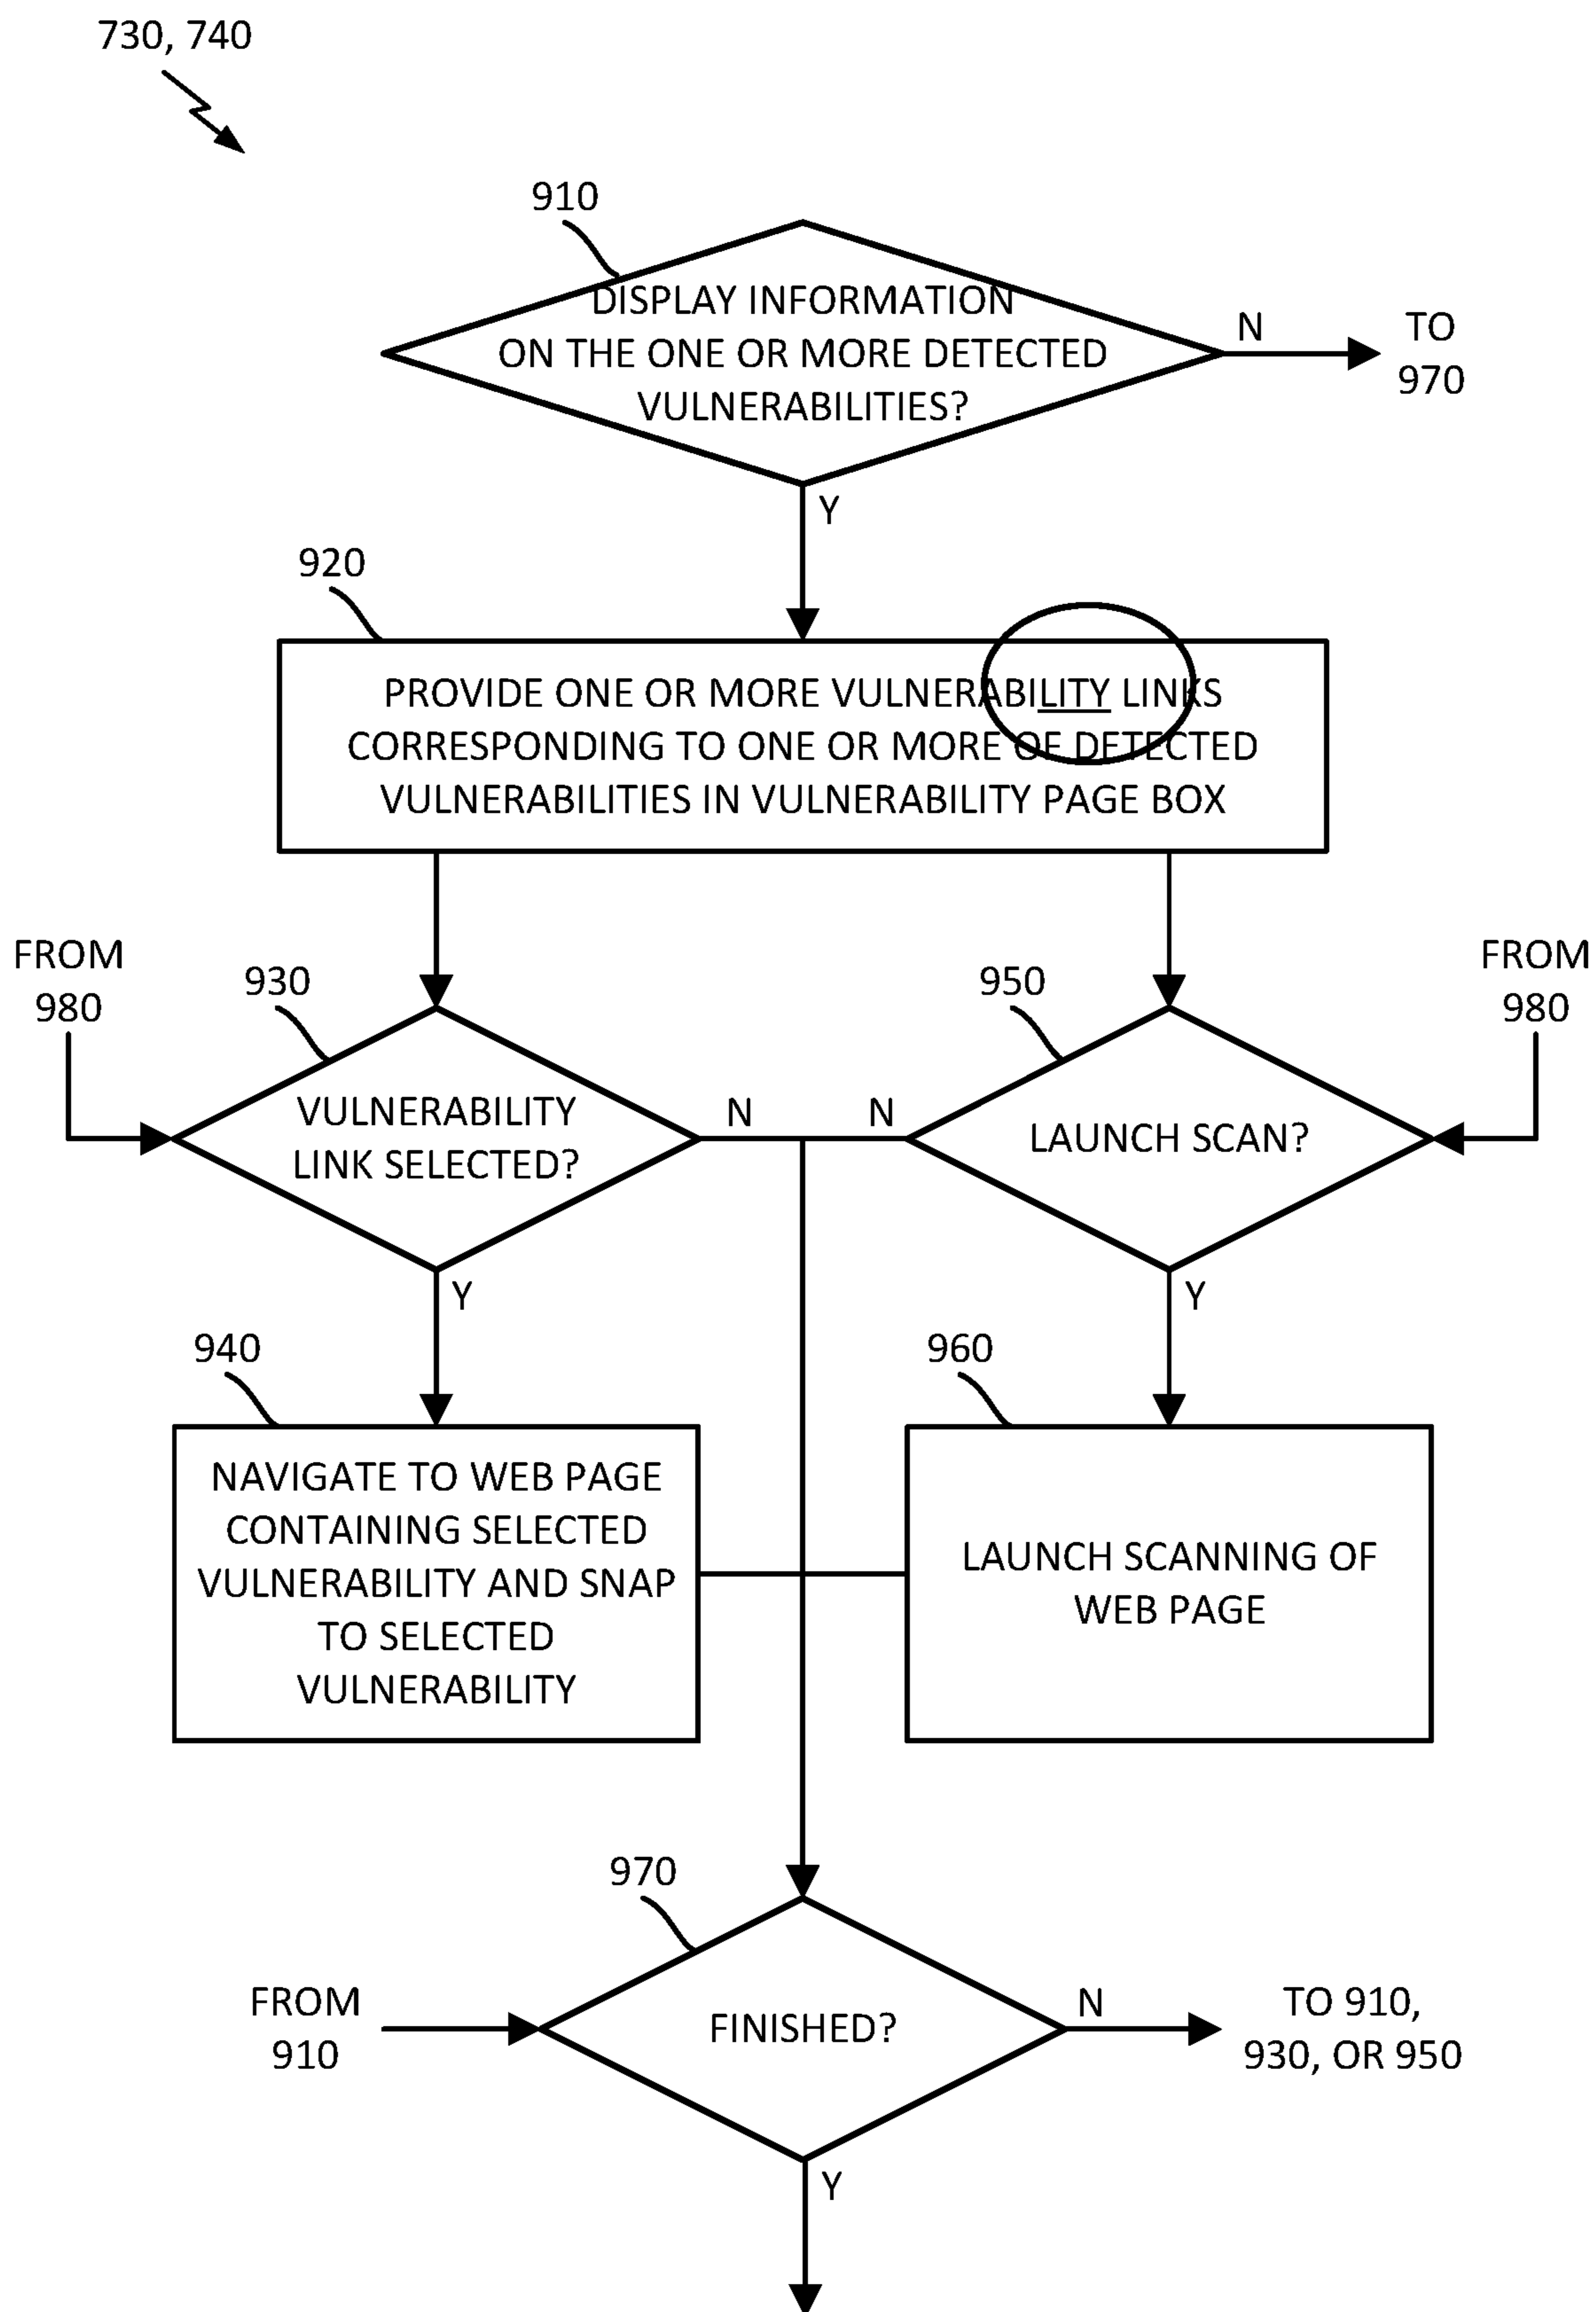 730, 740
910
DISPLAY INFORMATION
ON THE ONE OR MORE DETECTED
VULNERABILITIES?
N
TO
970
Y
920
PROVIDE ONE OR MORE VULNERABILITY LINKS
CORRESPONDING TO ONE OR MORE OF DETECTED
VULNERABILITIES IN VULNERABILITY PAGE BOX
FROM
980
930
950
FROM
980
VULNERABILITY
LINK SELECTED?
N
N
LAUNCH SCAN?
Y
Y
940
960
NAVIGATE TO WEB PAGE
CONTAINING SELECTED
VULNERABILITY AND SNAP
TO SELECTED
VULNERABILITY
LAUNCH SCANNING OF
WEB PAGE
970
FROM
910
FINISHED?
N
TO 910,
930, OR 950
Y